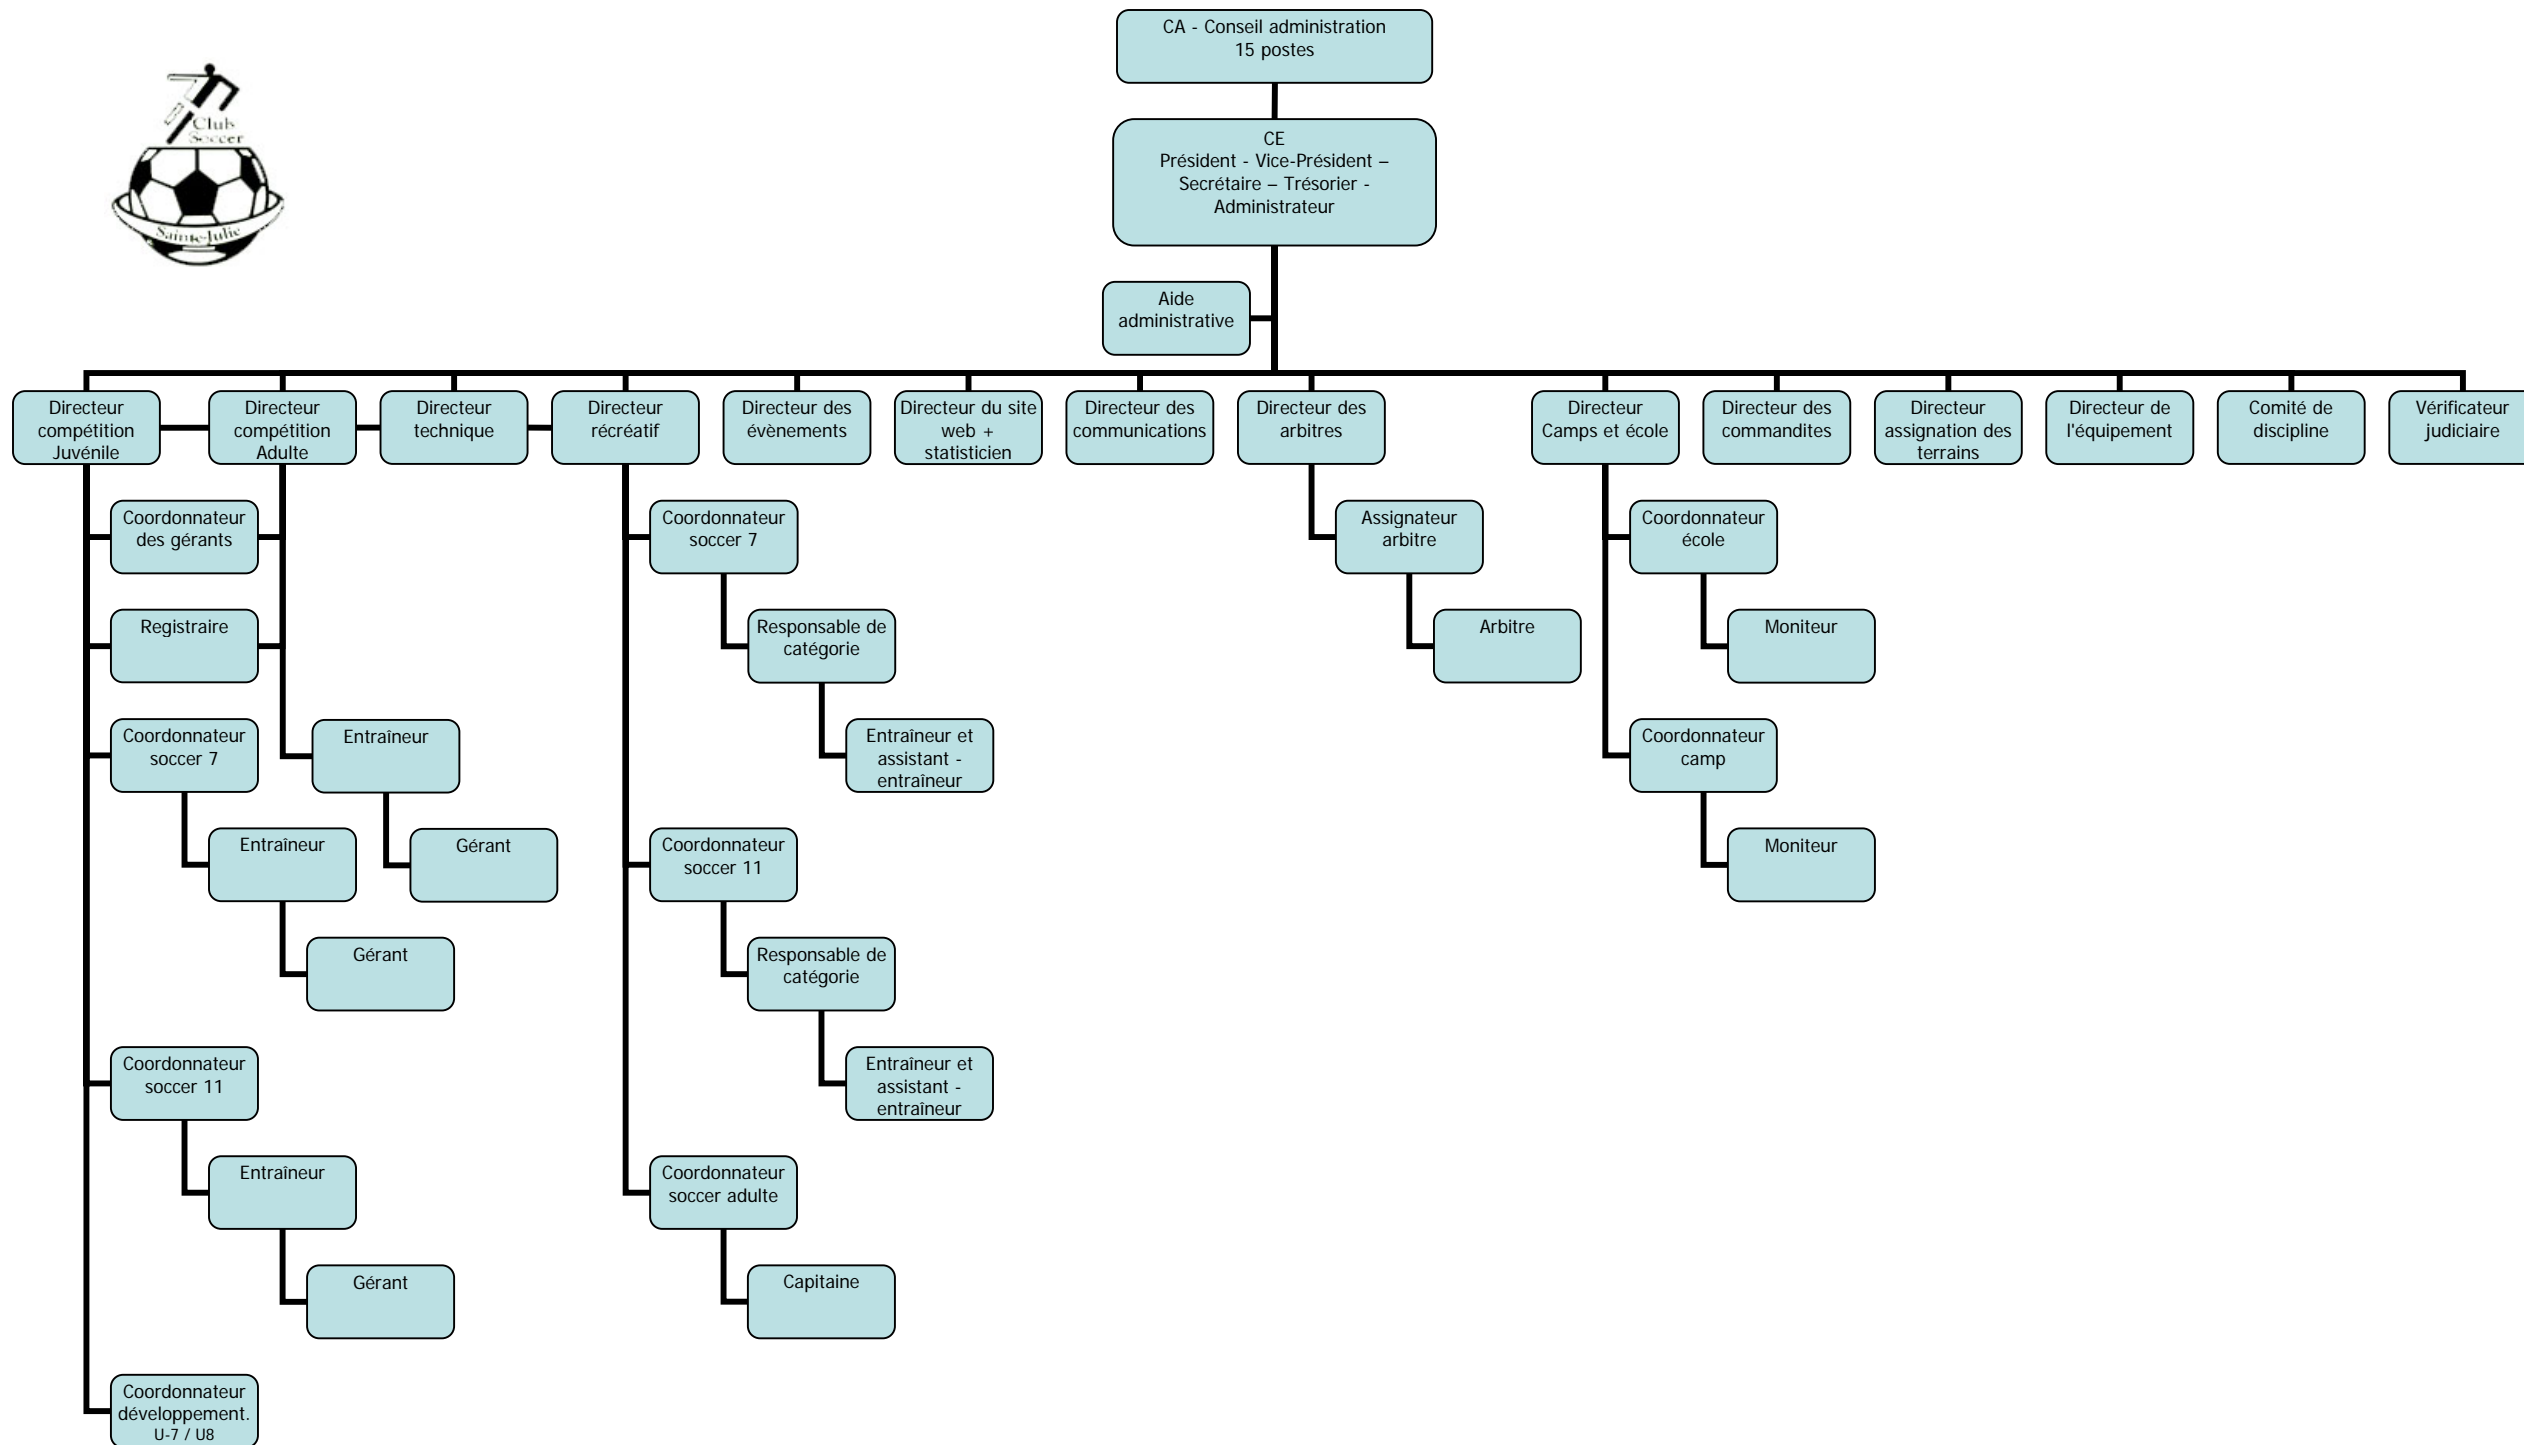 CA - Conseil administration
15 postes
Club
Soccer
Sainte-Julie
CE
Président - Vice-Président –
Secrétaire – Trésorier -
Administrateur
Aide
administrative
Directeur
compétition
Juvénile
Directeur
compétition
Adulte
Directeur
technique
Directeur
récréatif
Directeur des
évènements
Directeur du site
web +
statisticien
Directeur des
communications
Directeur des
arbitres
Directeur
Camps et école
Directeur des
commandites
Directeur
assignation des
terrains
Directeur de
l'équipement
Comité de
discipline
Vérificateur
judiciaire
Coordonnateur
des gérants
Coordonnateur
soccer 7
Assignateur
arbitre
Coordonnateur
école
Registraire
Responsable de
catégorie
Arbitre
Moniteur
Coordonnateur
soccer 7
Entraîneur
Entraîneur et
assistant -
entraîneur
Coordonnateur
camp
Entraîneur
Gérant
Coordonnateur
soccer 11
Moniteur
Gérant
Responsable de
catégorie
Coordonnateur
soccer 11
Entraîneur et
assistant -
entraîneur
Entraîneur
Coordonnateur
soccer adulte
Gérant
Capitaine
Coordonnateur
développement.
U-7 / U8